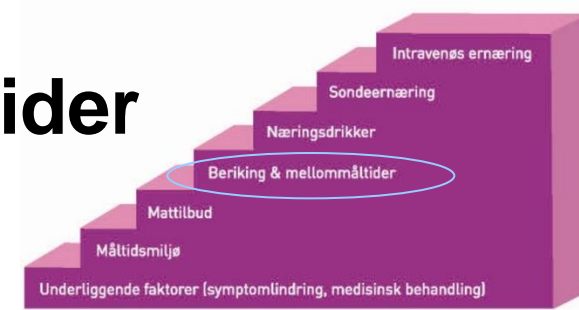 ider
Intravenøs ernæring
Sondeernæring
Næringsdrikker
Beriking & mellommåltider
Mattilbud
Måltidsmiljø
Underliggende faktorer (symptomlindring, medisinsk behandling)